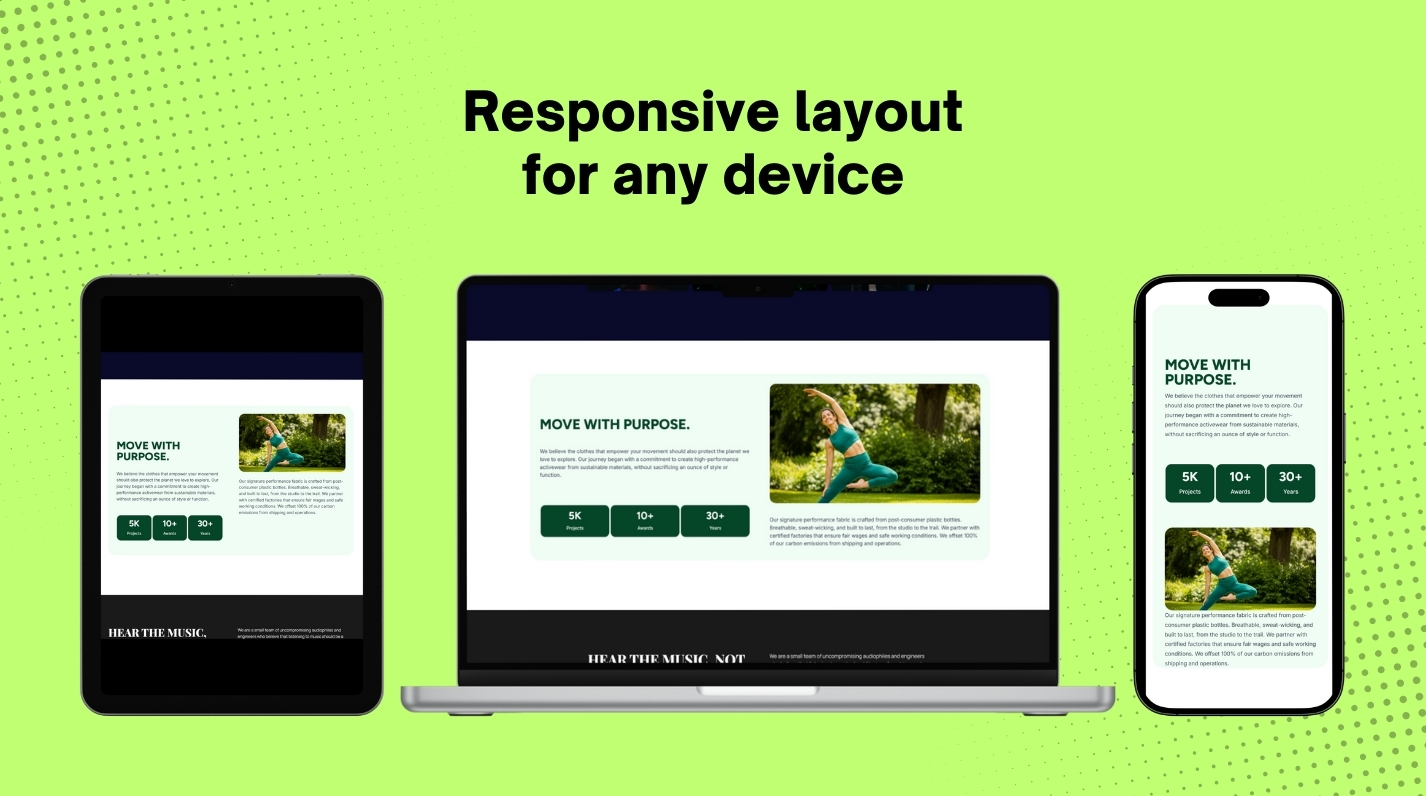 Responsive layout
for any device
MOVE WITH
PURPOSE.
We believe the clothes that empower your movement
should also protect the planet we love to explore. Our
journey began with a commitment to create high-
performance activewear from sustainable materials,
without sacrificing an ounce of style or function.
5K
Projects
10+
Awards
30+
Years
Our signature performance fabric is crafted from post-
consumer plastic bottles. Breathable, sweat-wicking,
and built to last, from the studio to the trail. We partner
with certified factories that ensure fair wages and safe
working conditions. We offset 100% of our carbon
emissions from shipping and operations.
HEAR THE MUSIC,
We are a small team of uncompromising audiophiles and
engineers who believe that listening to music should be a
MOVE WITH PURPOSE.
We believe the clothes that empower your movement should also protect the planet we
love to explore. Our journey began with a commitment to create high-performance
activewear from sustainable materials, without sacrificing an ounce of style or
function.
5K
Projects
10+
Awards
30+
Years
Our signature performance fabric is crafted from post-consumer plastic bottles.
Breathable, sweat-wicking, and built to last, from the studio to the trail. We partner with
certified factories that ensure fair wages and safe working conditions. We offset 100%
of our carbon emissions from shipping and operations.
HEAR THE MUSIC, NOT
We are a small team of uncompromising audiophiles and engineers
MOVE WITH
PURPOSE.
We believe the clothes that empower your movement
should also protect the planet we love to explore. Our
journey began with a commitment to create high-
performance activewear from sustainable materials,
without sacrificing an ounce of style or function.
5K
Projects
10+
Awards
30+
Years
Our signature performance fabric is crafted from post-
consumer plastic bottles. Breathable, sweat-wicking, and
built to last, from the studio to the trail. We partner with
certified factories that ensure fair wages and safe working
conditions. We offset 100% of our carbon emissions from
shipping and operations.